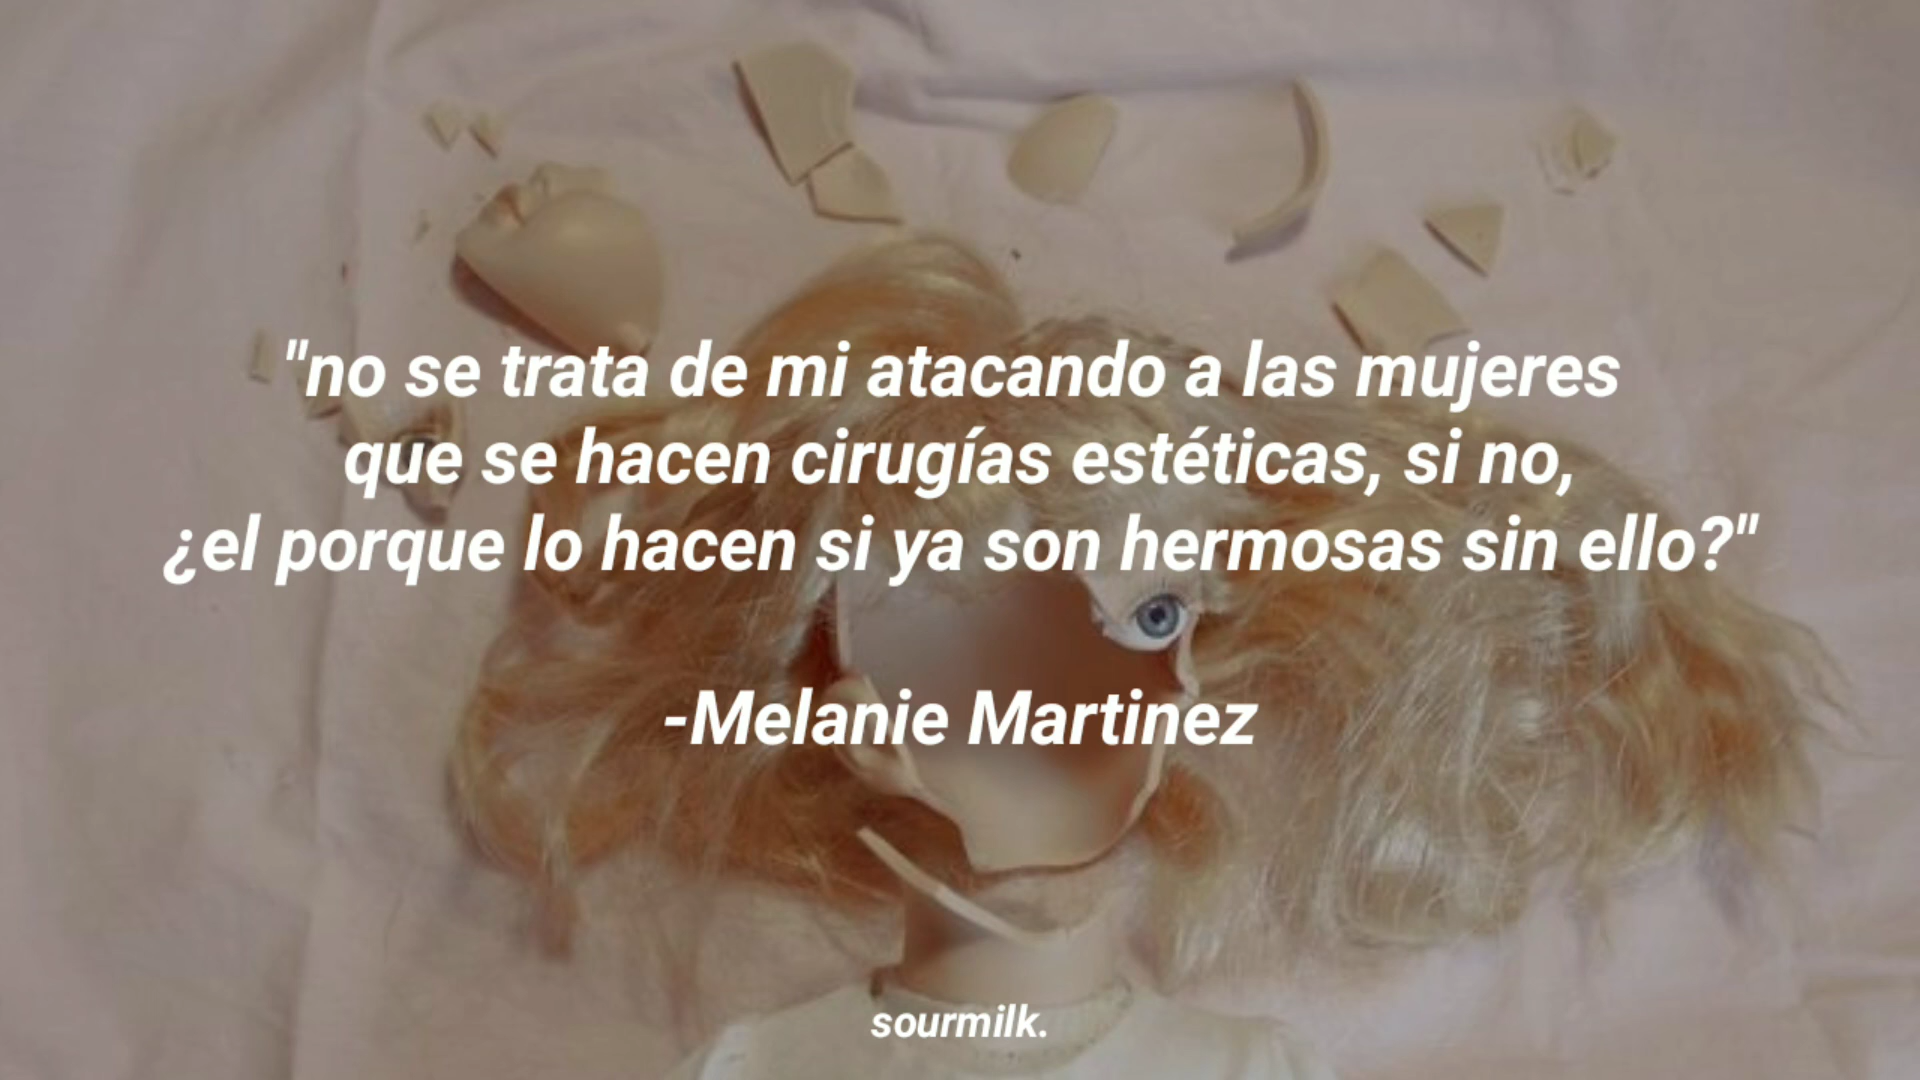 "no se trata de mi atacando a las mujeres
que se hacen cirugías estéticas, si no,
¿el porque lo hacen si ya son hermosas sin ello?"
-Melanie Martinez
sourmilk.